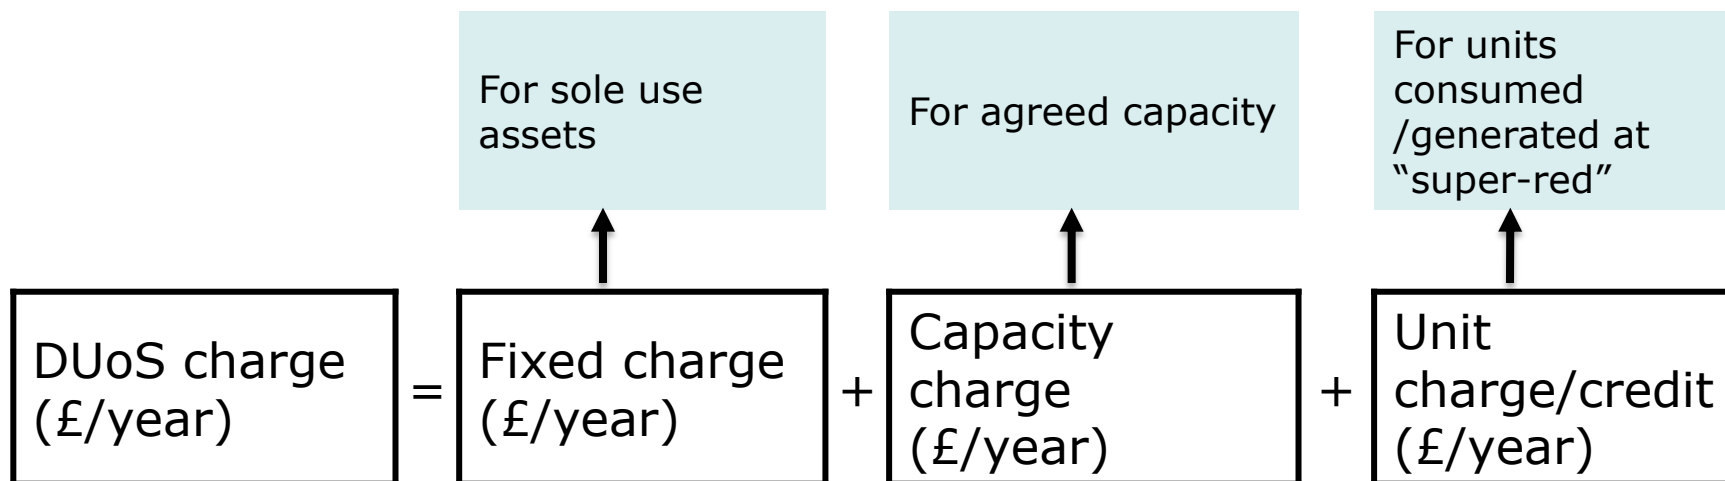 For sole use
assets
For agreed capacity
For units
consumed
/generated at
“super-red”
DUoS charge
(£/year)
=
Fixed charge
(£/year)
+
Capacity
charge
(£/year)
+
Unit
charge/credit
(£/year)